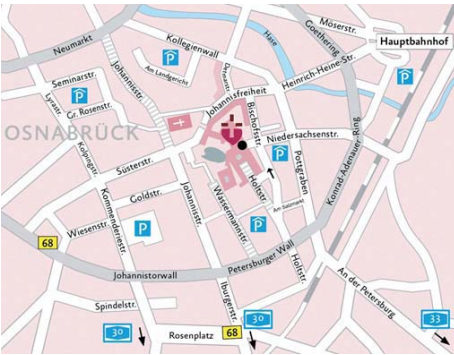 Möserstr.
Goethering
Hauptbahnhof
Kollegienwall
Hase
Neumarkt
P
Am Landgericht
Heinrich-Heine-Str.
P
Seminarstr.
Johannisstr.
P
Johannisfreiheit
Lyrastr.
Gr. Rosenstr.
Bischofsstr.
OSNABRÜCK
Niedersachsenstr.
Konrad-Adenauer-Ring
Kolpingstr.
P
Süsterstr.
Pottgraben
Holtstr.
Goldstr.
Johannisstr.
Wassermannstr.
Am Salzmarkt
Kommenderiestr.
Wiesenstr.
P
P
68
Petersburger Wall
Holtstr.
Johannistorwall
An der Petersburg
Iburgerstr.
Spindelstr.
30
Rosenplatz
68
30
33